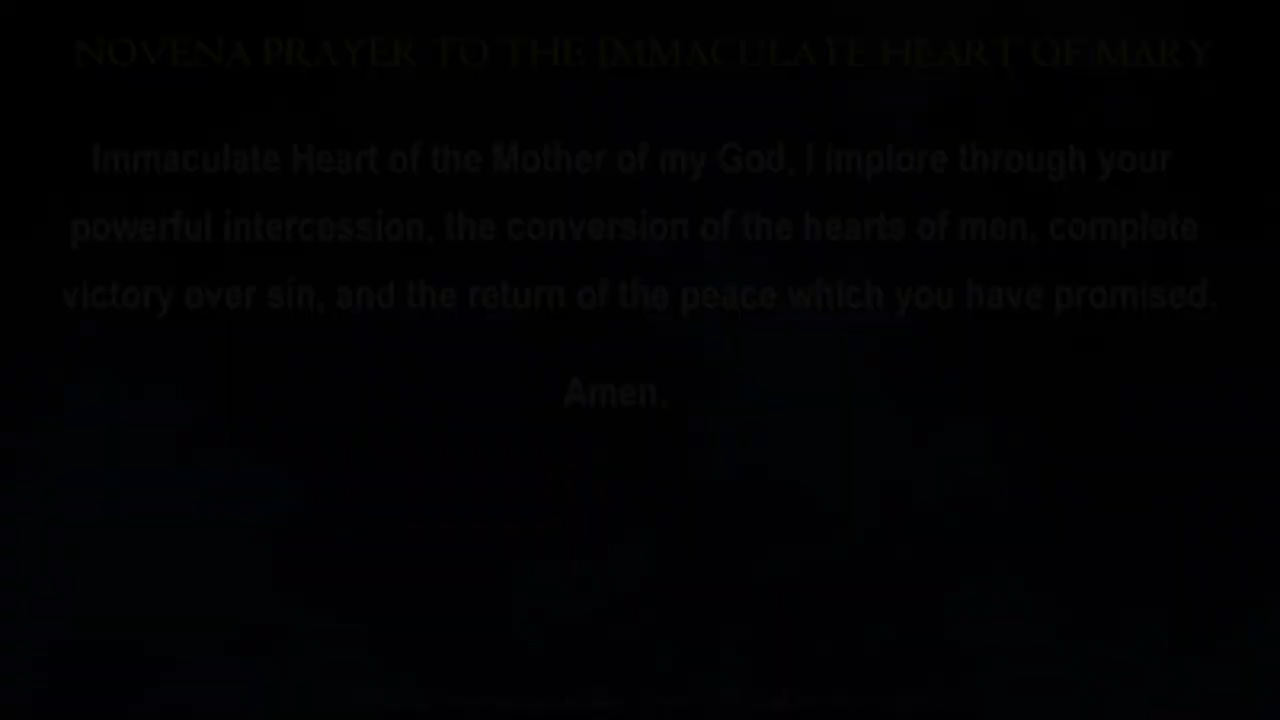 NOVENA PRAYER TO THE IMMACULATE HEART OF MARY
Immaculate Heart of the Mother of my God, I implore through your
powerful intercession, the conversion of the hearts of men, complete
victory over sin, and the return of the peace which you have promised.
Amen.